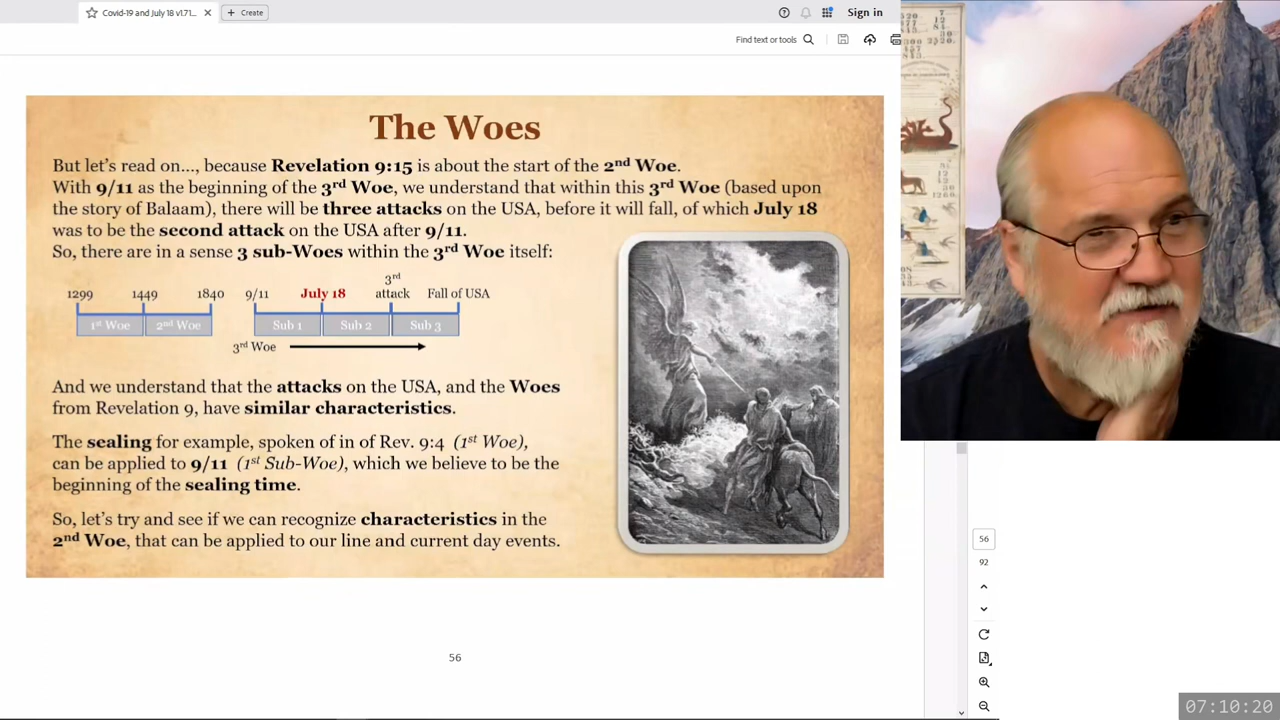 Covid-19 and July 18 v1.71...
Create
Sign in
Find text or tools
The Woes
But let's read on..., because Revelation 9:15 is about the start of the 2nd Woe.
With 9/11 as the beginning of the 3rd Woe, we understand that within this 3rd Woe (based upon
the story of Balaam), there will be three attacks on the USA, before it will fall, of which July 18
was to be the second attack on the USA after 9/11.
So, there are in a sense 3 sub-Woes within the 3rd Woe itself:
3rd
1299 1449 1840 9/11 July 18 attack Fall of USA
1st Woe 2nd Woe Sub 1 Sub 2 Sub 3
3rd Woe
And we understand that the attacks on the USA, and the Woes
from Revelation 9, have similar characteristics.
The sealing for example, spoken of in of Rev. 9:4 (1st Woe),
can be applied to 9/11 (1st Sub-Woe), which we believe to be the
beginning of the sealing time.
So, let's try and see if we can recognize characteristics in the
2nd Woe, that can be applied to our line and current day events.
56
56
92
07:10:20